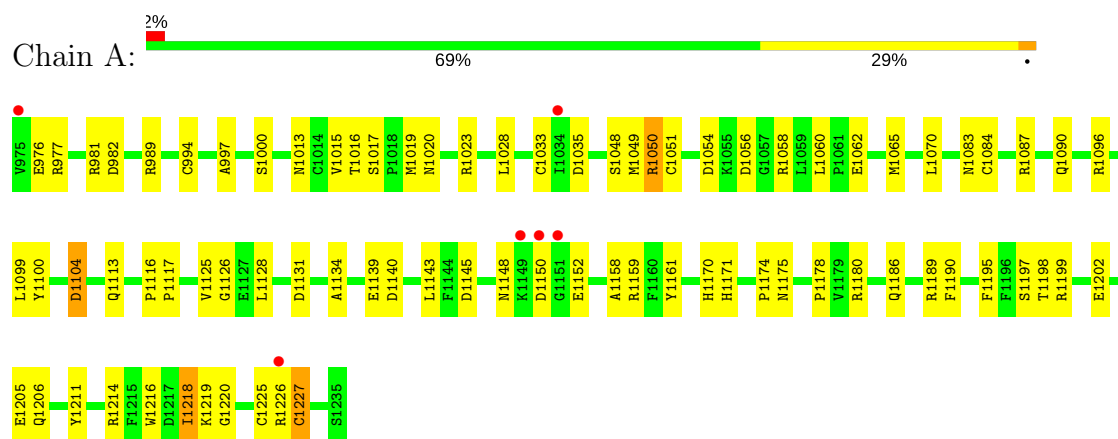 2%
Chain A:
69% 29% •
V975 E976 R977 R981 D982 R989 C994 A997 S1000 N1013 C1014 V1015 T1016 S1017 P1018 M1019 N1020 R1023 L1028 C1033 I1034 D1035 S1048 M1049 R1050 C1051 D1054 K1055 D1056 G1057 R1058 L1059 L1060 P1061 E1062 M1065 L1070 N1083 C1084 R1087 Q1090 R1096
L1099 Y1100 D1104 Q1113 P1116 P1117 V1125 G1126 E1127 L1128 D1131 A1134 E1139 D1140 L1143 F1144 D1145 N1148 K1149 D1150 G1151 E1152 A1158 R1159 F1160 Y1161 H1170 H1171 P1174 N1175 P1178 V1179 R1180 Q1186 R1189 F1190 F1195 F1196 S1197 T1198 R1199 E1202
E1205 Q1206 Y1211 R1214 F1215 W1216 D1217 I1218 K1219 G1220 C1225 R1226 C1227 S1235